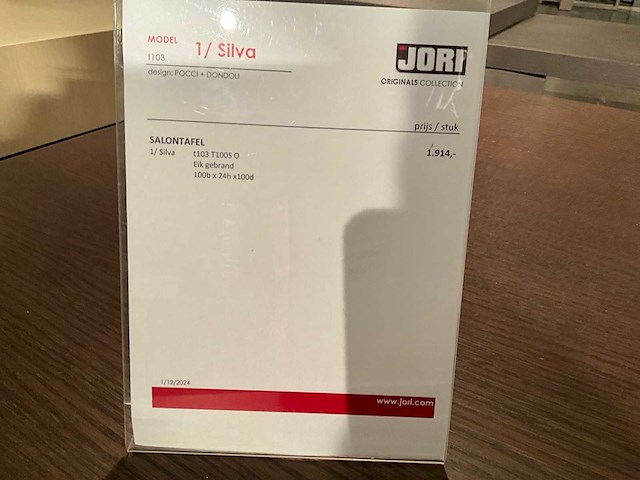 MODEL 1/ Silva
t103
design: POCCI + DONDOLI
JORI
ORIGINALS COLLECTION
prijs / stuk
SALONTAFEL
1/ Silva t103 T100S O 1.914,-
Eik gebrand
100b x 24h x100d
1/12/2024
www.jori.com